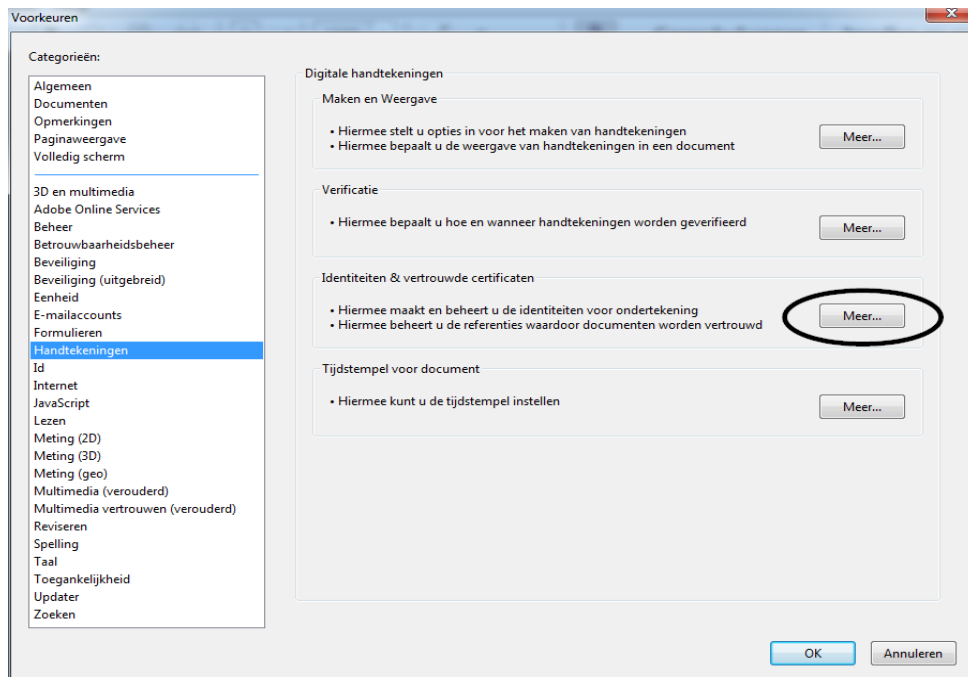 Voorkeuren
Categorieën:
Algemeen
Documenten
Opmerkingen
Paginaweergave
Volledig scherm
3D en multimedia
Adobe Online Services
Beheer
Betrouwbaarheidsbeheer
Beveiliging
Beveiliging (uitgebreid)
Eenheid
E-mailaccounts
Formulieren
Handtekeningen
Id
Internet
JavaScript
Lezen
Meting (2D)
Meting (3D)
Meting (geo)
Multimedia (verouderd)
Multimedia vertrouwen (verouderd)
Reviseren
Spelling
Taal
Toegankelijkheid
Updater
Zoeken
Digitale handtekeningen
Maken en Weergave
• Hiermee stelt u opties in voor het maken van handtekeningen
• Hiermee bepaalt u de weergave van handtekeningen in een document
Meer...
Verificatie
• Hiermee bepaalt u hoe en wanneer handtekeningen worden geverifieerd
Meer...
Identiteiten & vertrouwde certificaten
• Hiermee maakt en beheert u de identiteiten voor ondertekening
• Hiermee beheert u de referenties waardoor documenten worden vertrouwd
Meer...
Tijdstempel voor document
• Hiermee kunt u de tijdstempel instellen
Meer...
OK
Annuleren